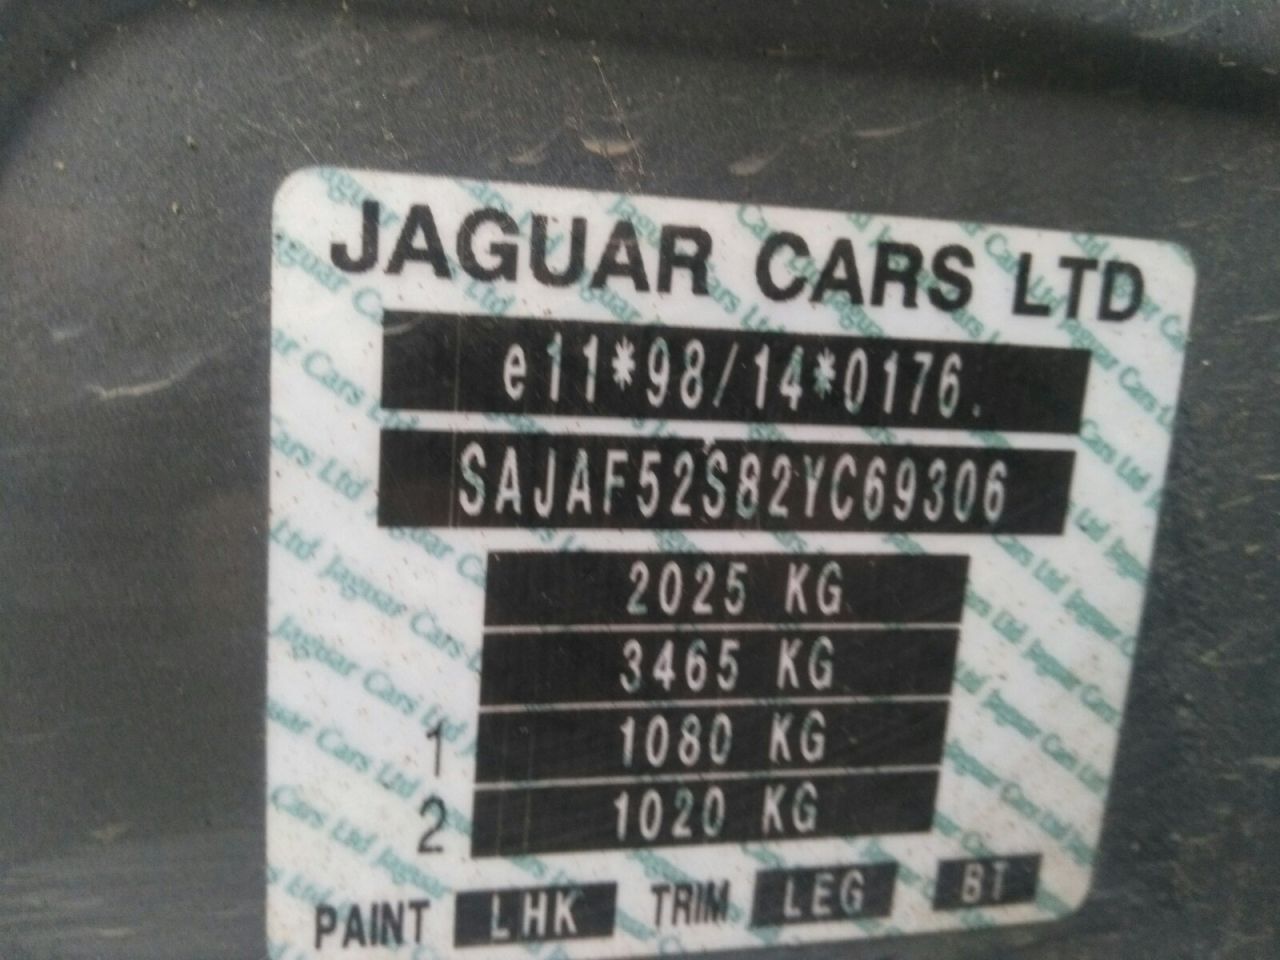 JAGUAR CARS LTD
e11*98/14*0176.
SAJAF52S82YC69306
2025 KG
3465 KG
1 1080 KG
2 1020 KG
PAINT LHK TRIM LEG BT